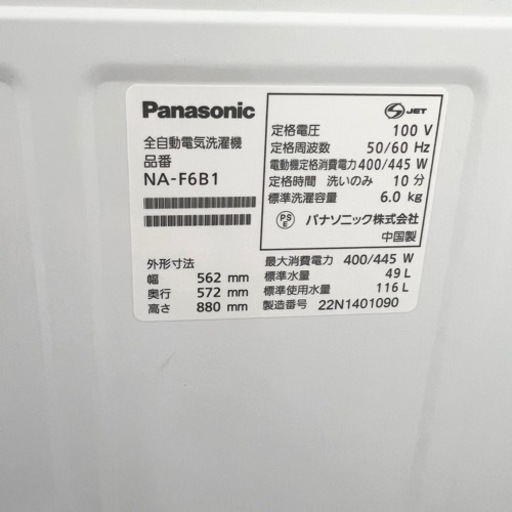 Panasonic
全自動電気洗濯機
品番
NA-F6B1
外形寸法
幅 562 mm
奥行 572 mm
高さ 880 mm
S JET
定格電圧 100 V
定格周波数 50/60 Hz
電動機定格消費電力 400/445 W
定格時間 洗いのみ 10 分
標準洗濯容量 6.0 kg
PS E パナソニック株式会社
中国製
最大消費電力 400/445 W
標準水量 49 L
標準使用水量 116 L
製造番号 22N1401090